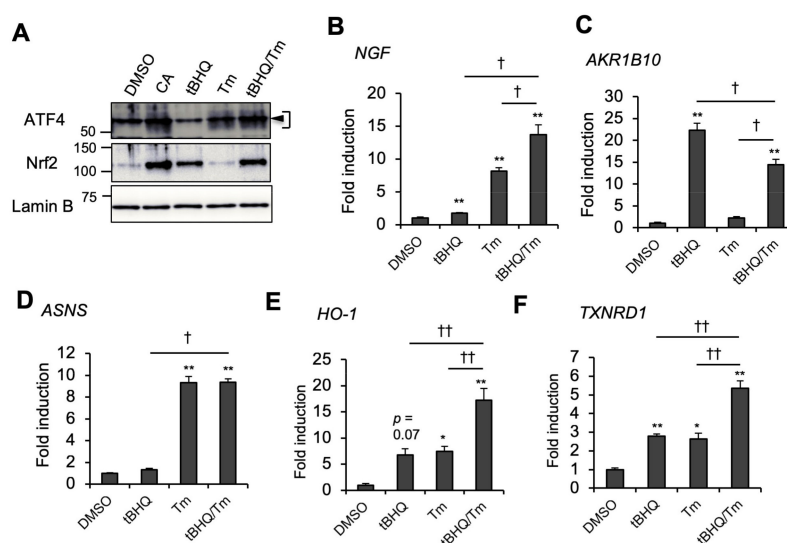 A
DMSO
CA
tBHQ
Tm
tBHQ/Tm
ATF4
50
Nrf2
150
100
Lamin B
75
B
NGF
†
†
Fold induction
20
15
10
5
0
**
**
**
DMSO
tBHQ
Tm
tBHQ/Tm
C
AKR1B10
†
†
Fold induction
30
25
20
15
10
5
0
**
**
DMSO
tBHQ
Tm
tBHQ/Tm
D
ASNS
†
Fold induction
12
10
8
6
4
2
0
**
**
DMSO
tBHQ
Tm
tBHQ/Tm
E
HO-1
††
††
Fold induction
25
20
15
10
5
0
p =
0.07
*
**
DMSO
tBHQ
Tm
tBHQ/Tm
F
TXNRD1
††
††
Fold induction
7
6
5
4
3
2
1
0
**
*
**
DMSO
tBHQ
Tm
tBHQ/Tm